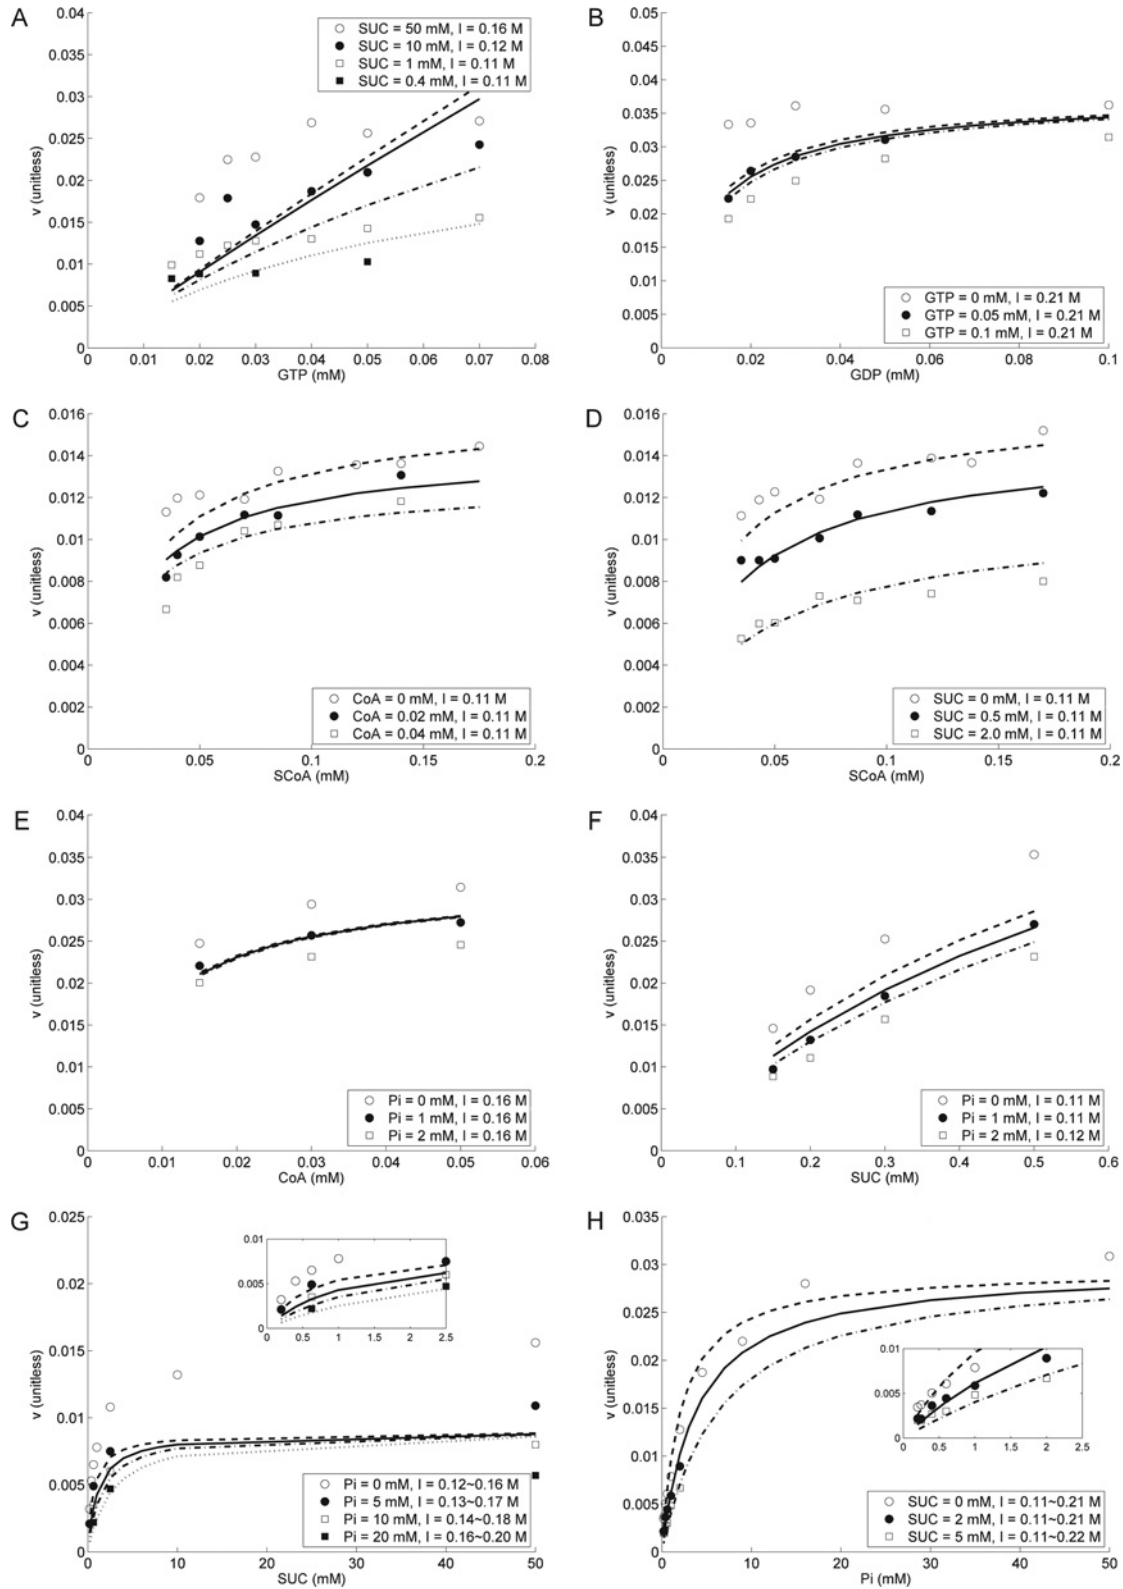 A
0.04
0.035
0.03
0.025
0.02
0.015
0.01
0.005
0
v (unitless)
SUC = 50 mM, I = 0.16 M
SUC = 10 mM, I = 0.12 M
SUC = 1 mM, I = 0.11 M
SUC = 0.4 mM, I = 0.11 M
0 0.01 0.02 0.03 0.04 0.05 0.06 0.07 0.08
GTP (mM)
B
0.05
0.045
0.04
0.035
0.03
0.025
0.02
0.015
0.01
0.005
0
v (unitless)
GTP = 0 mM, I = 0.21 M
GTP = 0.05 mM, I = 0.21 M
GTP = 0.1 mM, I = 0.21 M
0 0.02 0.04 0.06 0.08 0.1
GDP (mM)
C
0.016
0.014
0.012
0.01
0.008
0.006
0.004
0.002
0
v (unitless)
CoA = 0 mM, I = 0.11 M
CoA = 0.02 mM, I = 0.11 M
CoA = 0.04 mM, I = 0.11 M
0 0.05 0.1 0.15 0.2
SCoA (mM)
D
0.016
0.014
0.012
0.01
0.008
0.006
0.004
0.002
0
v (unitless)
SUC = 0 mM, I = 0.11 M
SUC = 0.5 mM, I = 0.11 M
SUC = 2.0 mM, I = 0.11 M
0 0.05 0.1 0.15 0.2
SCoA (mM)
E
0.04
0.035
0.03
0.025
0.02
0.015
0.01
0.005
0
v (unitless)
Pi = 0 mM, I = 0.16 M
Pi = 1 mM, I = 0.16 M
Pi = 2 mM, I = 0.16 M
0 0.01 0.02 0.03 0.04 0.05 0.06
CoA (mM)
F
0.04
0.035
0.03
0.025
0.02
0.015
0.01
0.005
0
v (unitless)
Pi = 0 mM, I = 0.11 M
Pi = 1 mM, I = 0.11 M
Pi = 2 mM, I = 0.12 M
0 0.1 0.2 0.3 0.4 0.5 0.6
SUC (mM)
G
0.025
0.02
0.015
0.01
0.005
0
v (unitless)
0.01
0.005
0
0 0.5 1 1.5 2 2.5
Pi = 0 mM, I = 0.12~0.16 M
Pi = 5 mM, I = 0.13~0.17 M
Pi = 10 mM, I = 0.14~0.18 M
Pi = 20 mM, I = 0.16~0.20 M
0 10 20 30 40 50
SUC (mM)
H
0.035
0.03
0.025
0.02
0.015
0.01
0.005
0
v (unitless)
0.01
0.005
0
0 0.5 1 1.5 2 2.5
SUC = 0 mM, I = 0.11~0.21 M
SUC = 2 mM, I = 0.11~0.21 M
SUC = 5 mM, I = 0.11~0.22 M
0 10 20 30 40 50
Pi (mM)